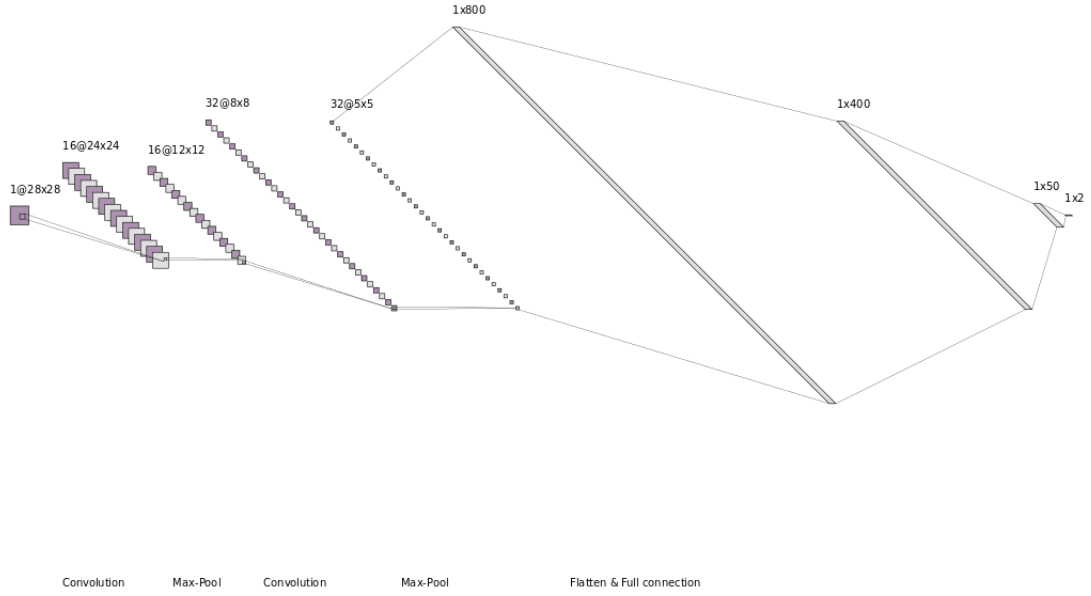 1x800
32@8x8
32@5x5
1x400
16@24x24
16@12x12
1@28x28
1x50
1x2
Convolution
Max-Pool
Convolution
Max-Pool
Flatten & Full connection